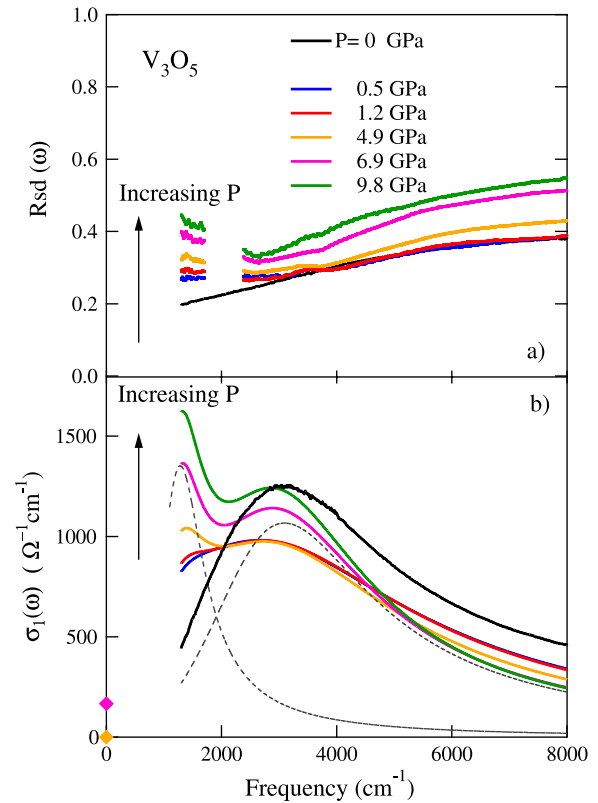 1.0
0.8
0.6
0.4
0.2
0.0
Rsd (ω)
V₃O₅
P= 0 GPa
0.5 GPa
1.2 GPa
4.9 GPa
6.9 GPa
9.8 GPa
Increasing P
a)
Increasing P
b)
1500
1000
500
0
σ₁(ω) ( Ω⁻¹cm⁻¹)
0 2000 4000 6000 8000
Frequency (cm⁻¹)